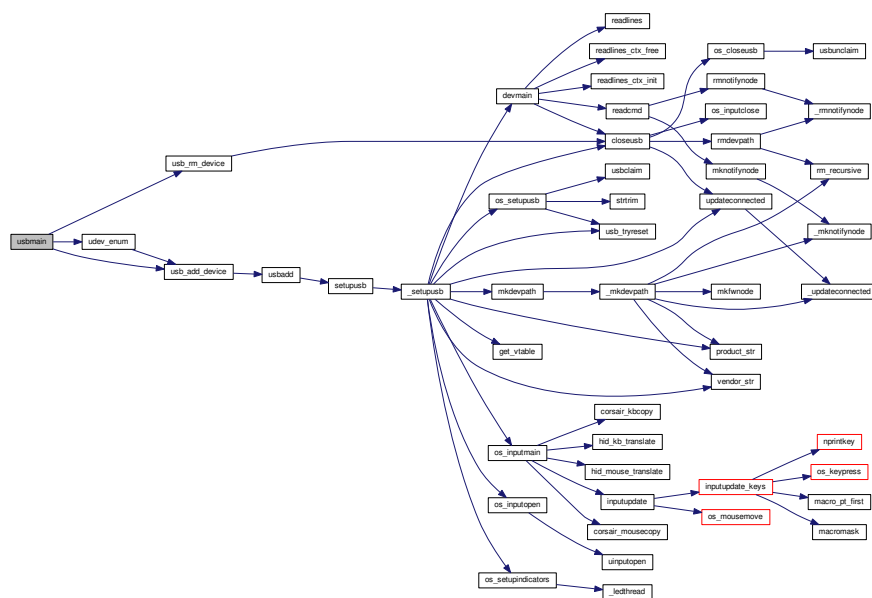 readlines
readlines_ctx_free
os_closeusb
usbunclaim
readlines_ctx_init
rmnotifynode
devmain
readcmd
os_inputclose
_rmnotifynode
closeusb
rmdevpath
usb_rm_device
usbclaim
mknotifynode
rm_recursive
os_setupusb
strtrim
updateconnected
usb_tryreset
_mknotifynode
usbmain
udev_enum
usb_add_device
usbadd
setupusb
_setupusb
mkdevpath
_mkdevpath
mkfwnode
_updateconnected
get_vtable
product_str
vendor_str
corsair_kbcopy
hid_kb_translate
nprintkey
os_inputmain
hid_mouse_translate
os_keypress
inputupdate_keys
inputupdate
macro_pt_first
os_inputopen
os_mousemove
corsair_mousecopy
macromask
uinputopen
os_setupindicators
_ledthread